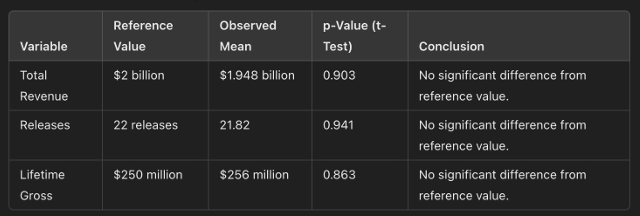 Variable Reference Value Observed Mean p-Value (t-Test) Conclusion
Total Revenue $2 billion $1.948 billion 0.903 No significant difference from reference value.
Releases 22 releases 21.82 0.941 No significant difference from reference value.
Lifetime Gross $250 million $256 million 0.863 No significant difference from reference value.